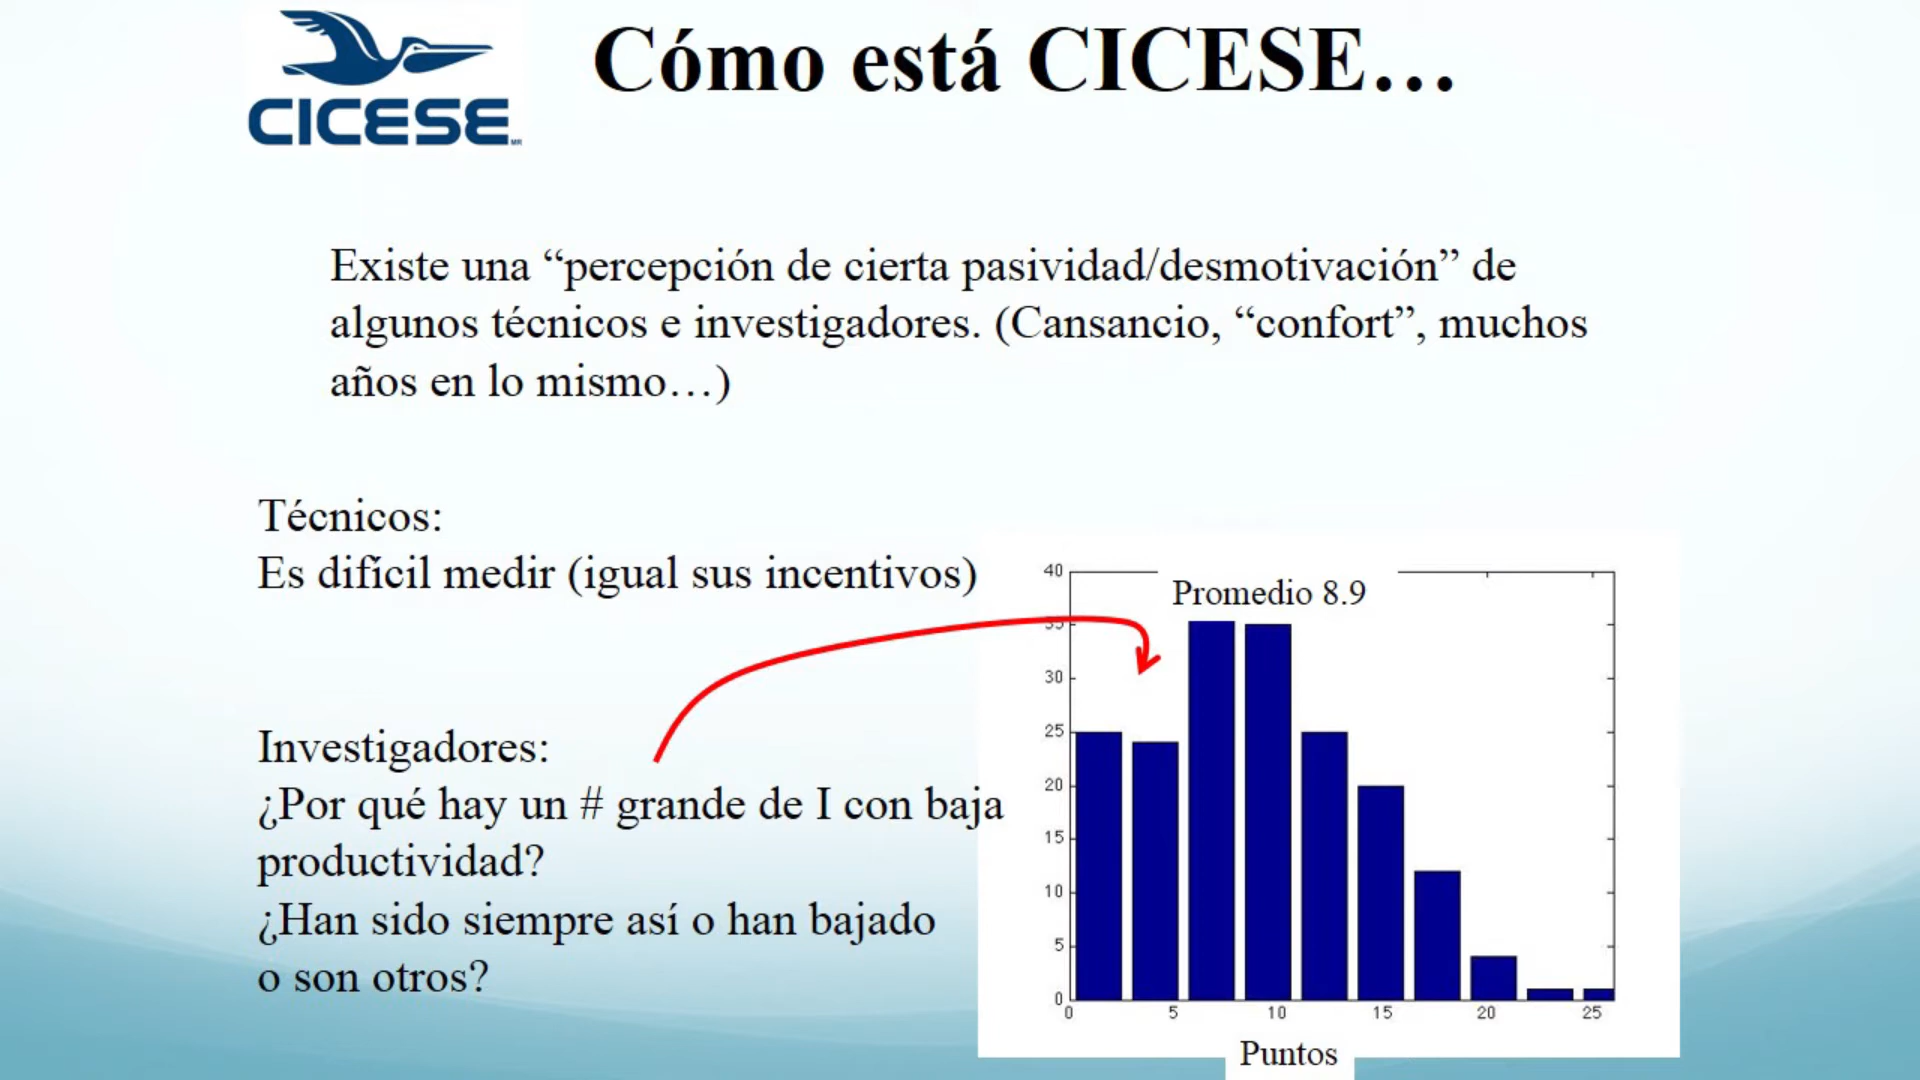 CICESE
MR
Cómo está CICESE…
Existe una “percepción de cierta pasividad/desmotivación” de
algunos técnicos e investigadores. (Cansancio, “confort”, muchos
años en lo mismo…)
Técnicos:
Es difícil medir (igual sus incentivos)
Investigadores:
¿Por qué hay un # grande de I con baja
productividad?
¿Han sido siempre así o han bajado
o son otros?
Promedio 8.9
40
35
30
25
20
15
10
5
0
0 5 10 15 20 25
Puntos